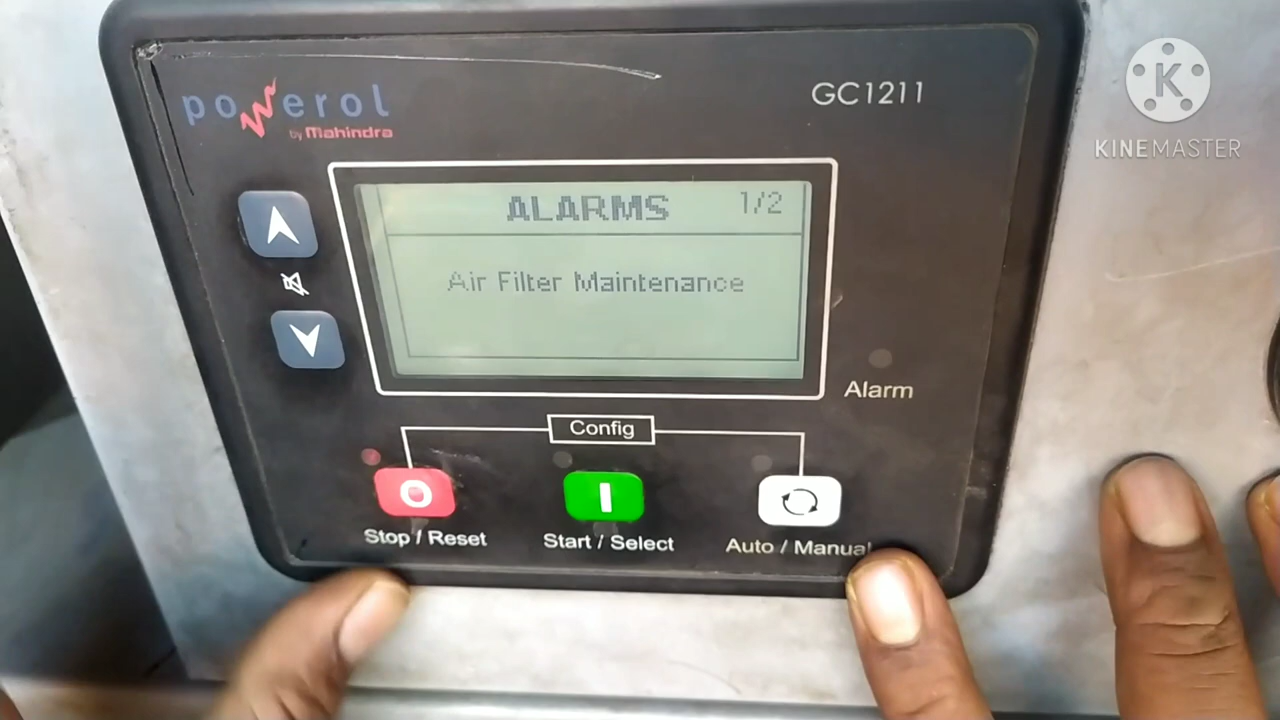 powerol
by Mahindra
GC1211
K
KINEMASTER
ALARMS 1/2
Air Filter Maintenance
Alarm
Config
Stop / Reset
Start / Select
Auto / Manual